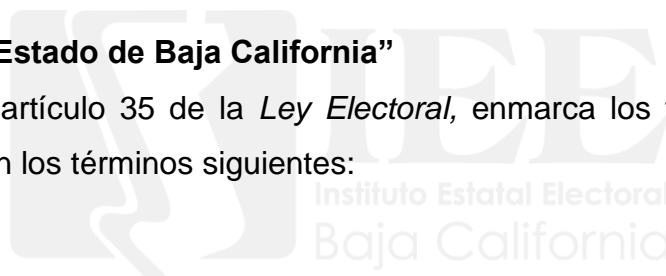 Estado de Baja California”
artículo 35 de la Ley Electoral, enmarca los
n los términos siguientes:
IEE
Instituto Estatal Electoral
Baja California